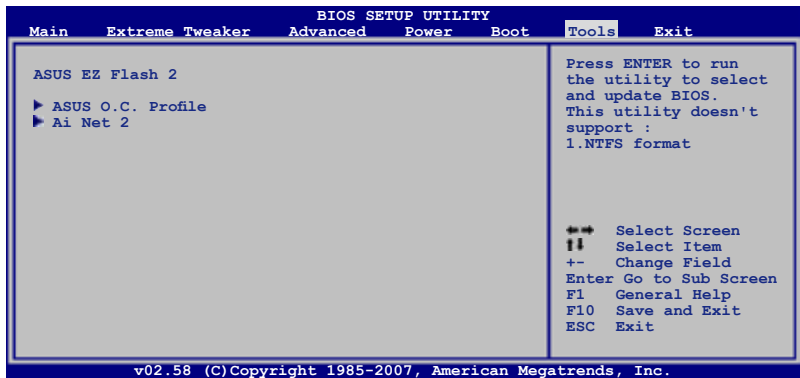 BIOS SETUP UTILITY
Main Extreme Tweaker Advanced Power Boot Tools Exit
ASUS EZ Flash 2
ASUS O.C. Profile
Ai Net 2
Press ENTER to run
the utility to select
and update BIOS.
This utility doesn't
support :
1.NTFS format
Select Screen
Select Item
+- Change Field
Enter Go to Sub Screen
F1 General Help
F10 Save and Exit
ESC Exit
v02.58 (C)Copyright 1985-2007, American Megatrends, Inc.